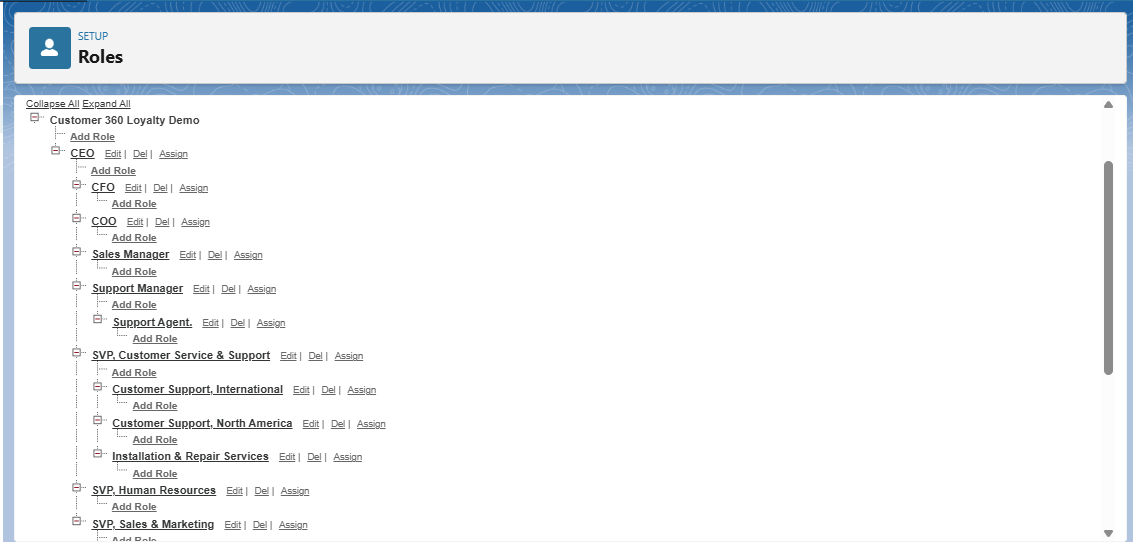 SETUP
Roles
Collapse All Expand All
Customer 360 Loyalty Demo
Add Role
CEO Edit | Del | Assign
Add Role
CFO Edit | Del | Assign
Add Role
COO Edit | Del | Assign
Add Role
Sales Manager Edit | Del | Assign
Add Role
Support Manager Edit | Del | Assign
Add Role
Support Agent. Edit | Del | Assign
Add Role
SVP, Customer Service & Support Edit | Del | Assign
Add Role
Customer Support, International Edit | Del | Assign
Add Role
Customer Support, North America Edit | Del | Assign
Add Role
Installation & Repair Services Edit | Del | Assign
Add Role
SVP, Human Resources Edit | Del | Assign
Add Role
SVP, Sales & Marketing Edit | Del | Assign
Add Role